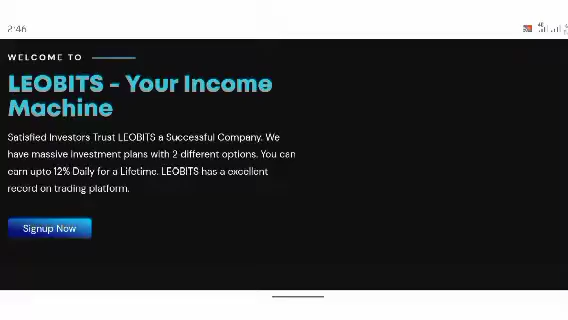 2:46
4G
WELCOME TO
LEOBITS - Your Income
Machine
Satisfied Investors Trust LEOBITS a Successful Company. We
have massive investment plans with 2 different options. You can
earn upto 12% Daily for a Lifetime. LEOBITS has a excellent
record on trading platform.
Signup Now